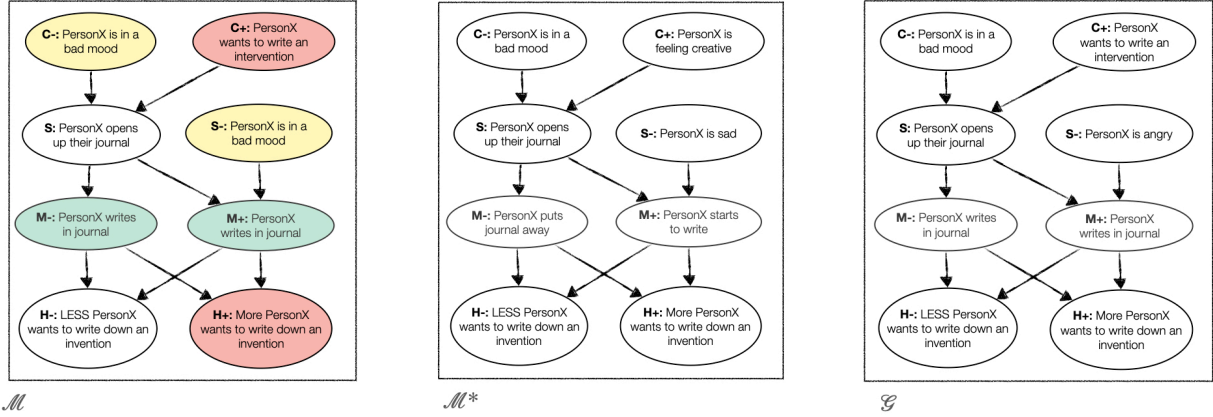 C-: PersonX is in a
bad mood
C+: PersonX
wants to write an
intervention
S: PersonX opens
up their journal
S-: PersonX is in a
bad mood
M-: PersonX writes
in journal
M+: PersonX
writes in journal
H-: LESS PersonX
wants to write down an
invention
H+: More PersonX
wants to write down an
invention
ℳ
C-: PersonX is in a
bad mood
C+: PersonX is
feeling creative
S: PersonX opens
up their journal
S-: PersonX is sad
M-: PersonX puts
journal away
M+: PersonX starts
to write
H-: LESS PersonX
wants to write down an
invention
H+: More PersonX
wants to write down an
invention
ℳ*
C-: PersonX is in a
bad mood
C+: PersonX
wants to write an
intervention
S: PersonX opens
up their journal
S-: PersonX is angry
M-: PersonX writes
in journal
M+: PersonX
writes in journal
H-: LESS PersonX
wants to write down an
invention
H+: More PersonX
wants to write down an
invention
𝒢